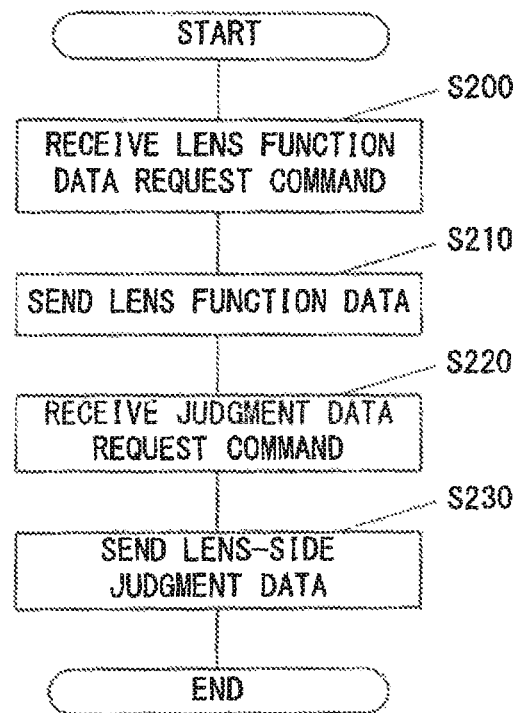 START
S200
RECEIVE LENS FUNCTION
DATA REQUEST COMMAND
S210
SEND LENS FUNCTION DATA
S220
RECEIVE JUDGMENT DATA
REQUEST COMMAND
S230
SEND LENS-SIDE
JUDGMENT DATA
END